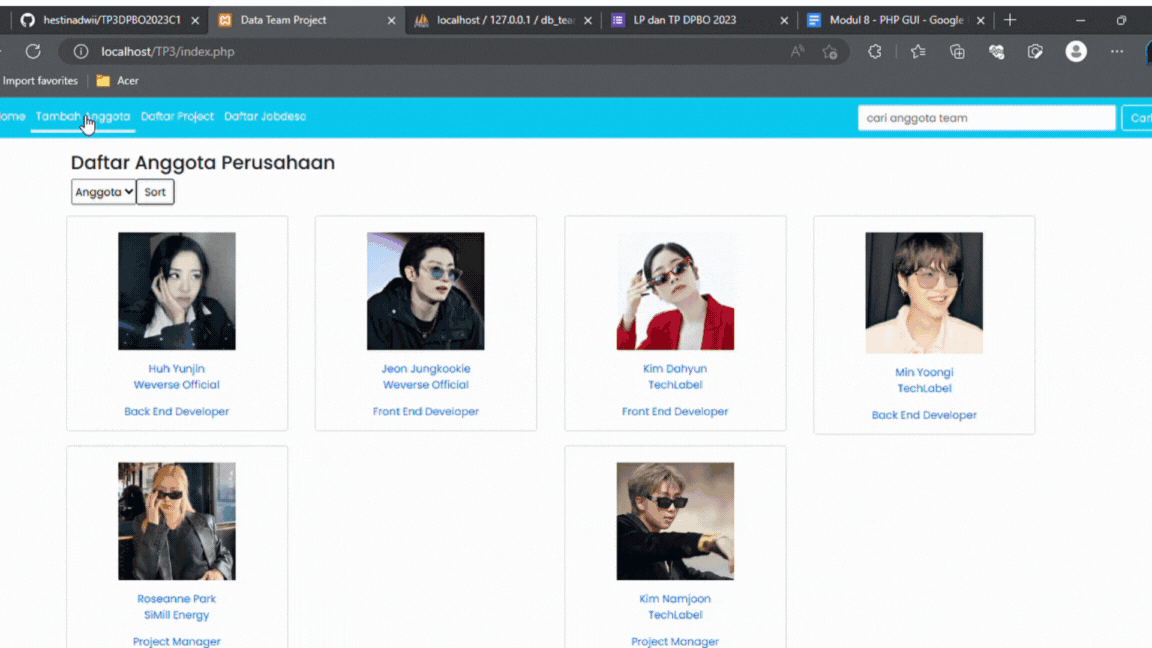 hestinadwii/TP3DPBO2023C1
Data Team Project
localhost / 127.0.0.1 / db_tea
LP dan TP DPBO 2023
Modul 8 - PHP GUI - Google
localhost/TP3/index.php
Import favorites
Acer
ome
Tambah Anggota
Daftar Project
Daftar Jobdesc
cari anggota team
Cari
Daftar Anggota Perusahaan
Anggota
Sort
Huh Yunjin
Weverse Official
Back End Developer
Jeon Jungkookie
Weverse Official
Front End Developer
Kim Dahyun
TechLabel
Front End Developer
Min Yoongi
TechLabel
Back End Developer
Roseanne Park
SiMill Energy
Project Manager
Kim Namjoon
TechLabel
Project Manager